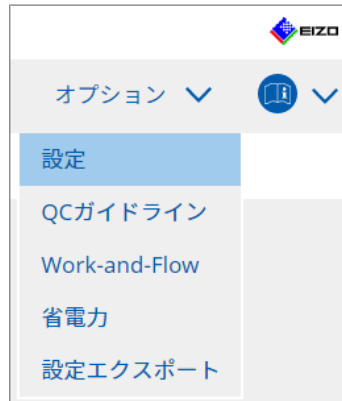 EIZO
オプション
設定
QCガイドライン
Work-and-Flow
省電力
設定エクスポート